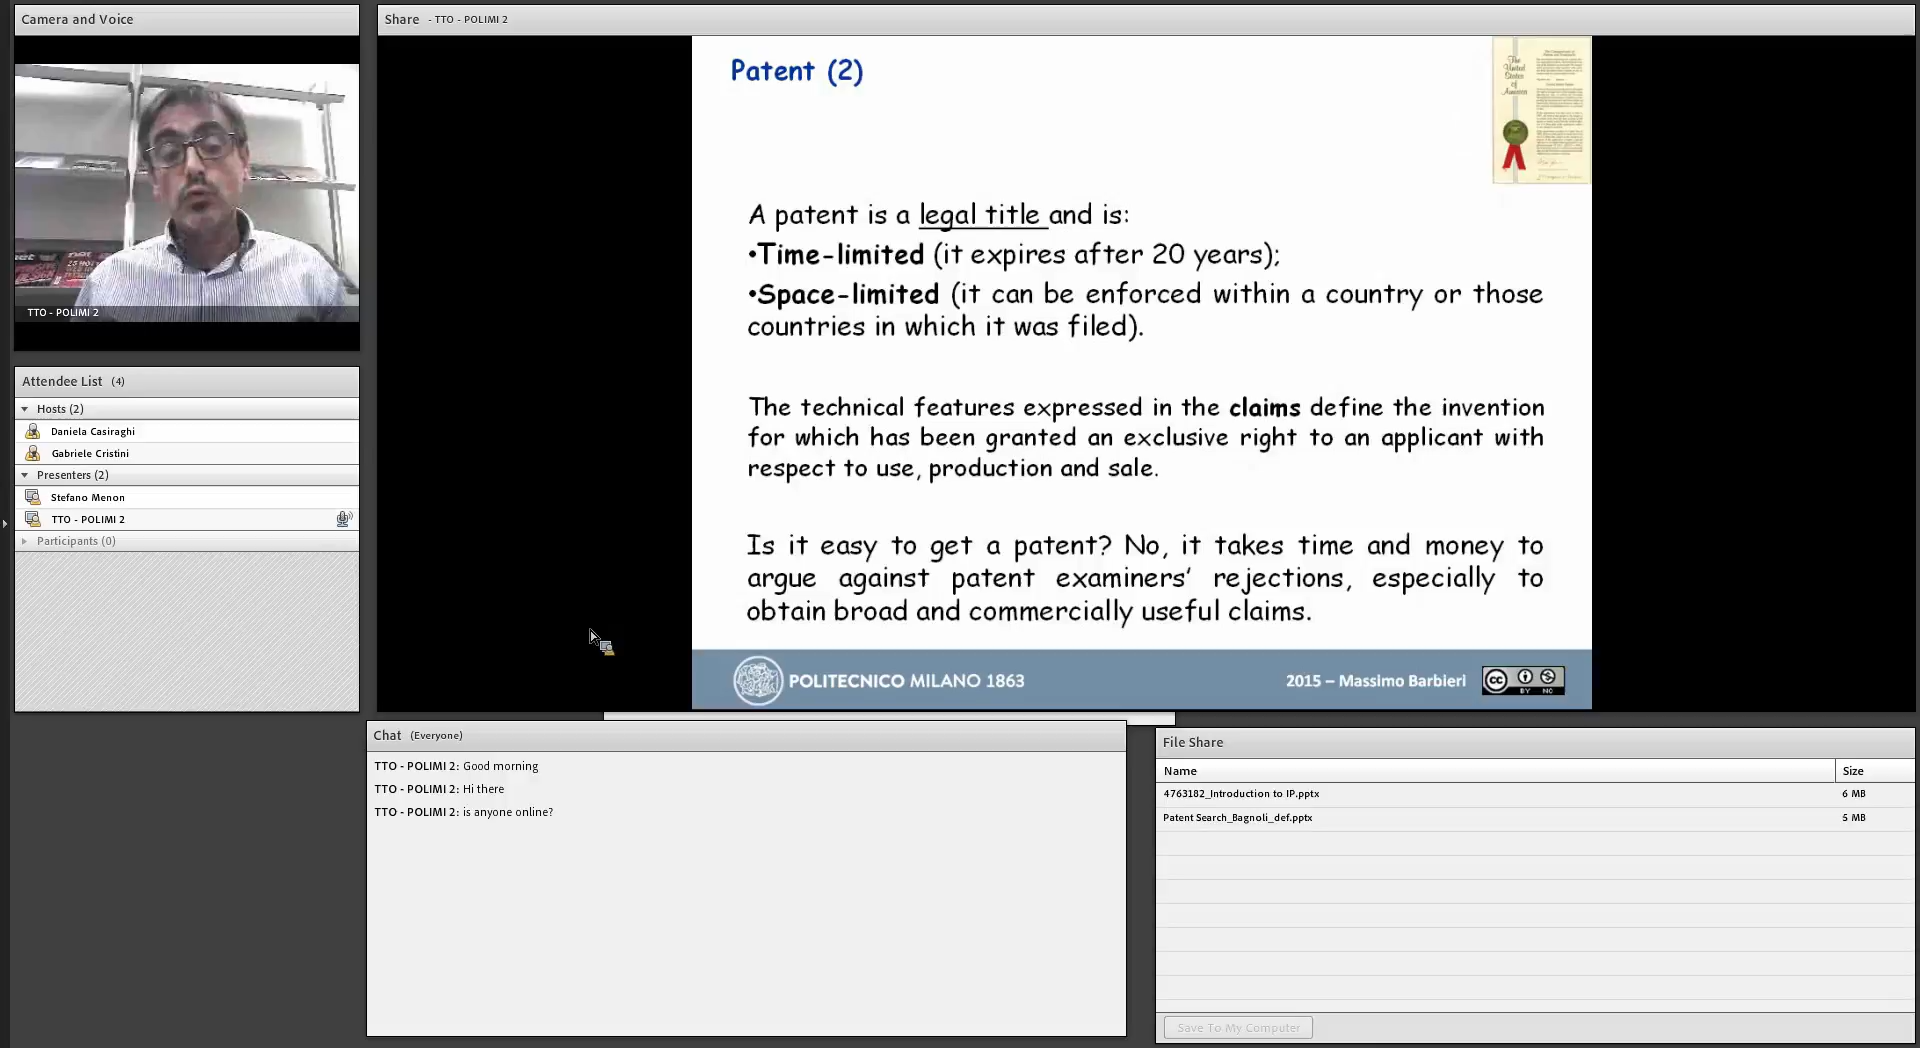 Camera and Voice
TTO - POLIMI 2
Attendee List (4)
Hosts (2)
Daniela Casiraghi
Gabriele Cristini
Presenters (2)
Stefano Menon
TTO - POLIMI 2
Participants (0)
Share - TTO - POLIMI 2
Patent (2)
The
United
States
of
America
A patent is a legal title and is:
•Time-limited (it expires after 20 years);
•Space-limited (it can be enforced within a country or those
countries in which it was filed).
The technical features expressed in the claims define the invention
for which has been granted an exclusive right to an applicant with
respect to use, production and sale.
Is it easy to get a patent? No, it takes time and money to
argue against patent examiners’ rejections, especially to
obtain broad and commercially useful claims.
POLITECNICO MILANO 1863
2015 – Massimo Barbieri
cc
BY NC
Chat (Everyone)
TTO - POLIMI 2: Good morning
TTO - POLIMI 2: Hi there
TTO - POLIMI 2: is anyone online?
File Share
Name Size
4763182_Introduction to IP.pptx 6 MB
Patent Search_Bagnoli_def.pptx 5 MB
Save To My Computer